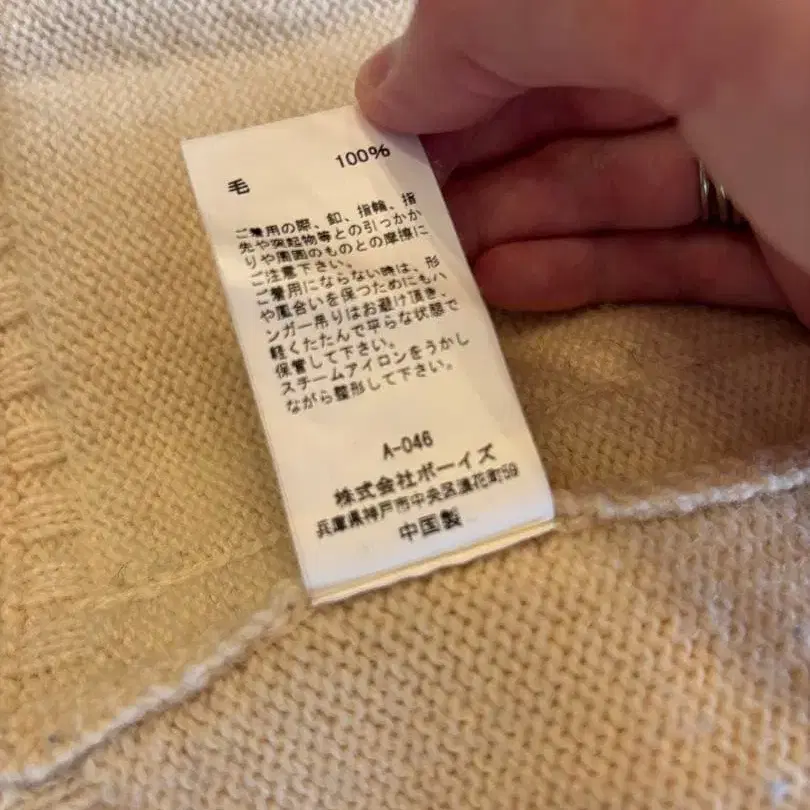 毛 100%
ご着用の際、釦、指輪、指
先や突起物等との引っかか
りや周囲のものとの摩擦に
ご注意下さい。
ご着用にならない時は、形
や風合いを保つためにもハ
ンガー吊りはお避け頂き、
軽くたたんで平らな状態で
保管して下さい。
スチームアイロンをうかし
ながら整形して下さい。
A-046
株式会社ボーイズ
兵庫県神戸市中央区浪花町59
中国製